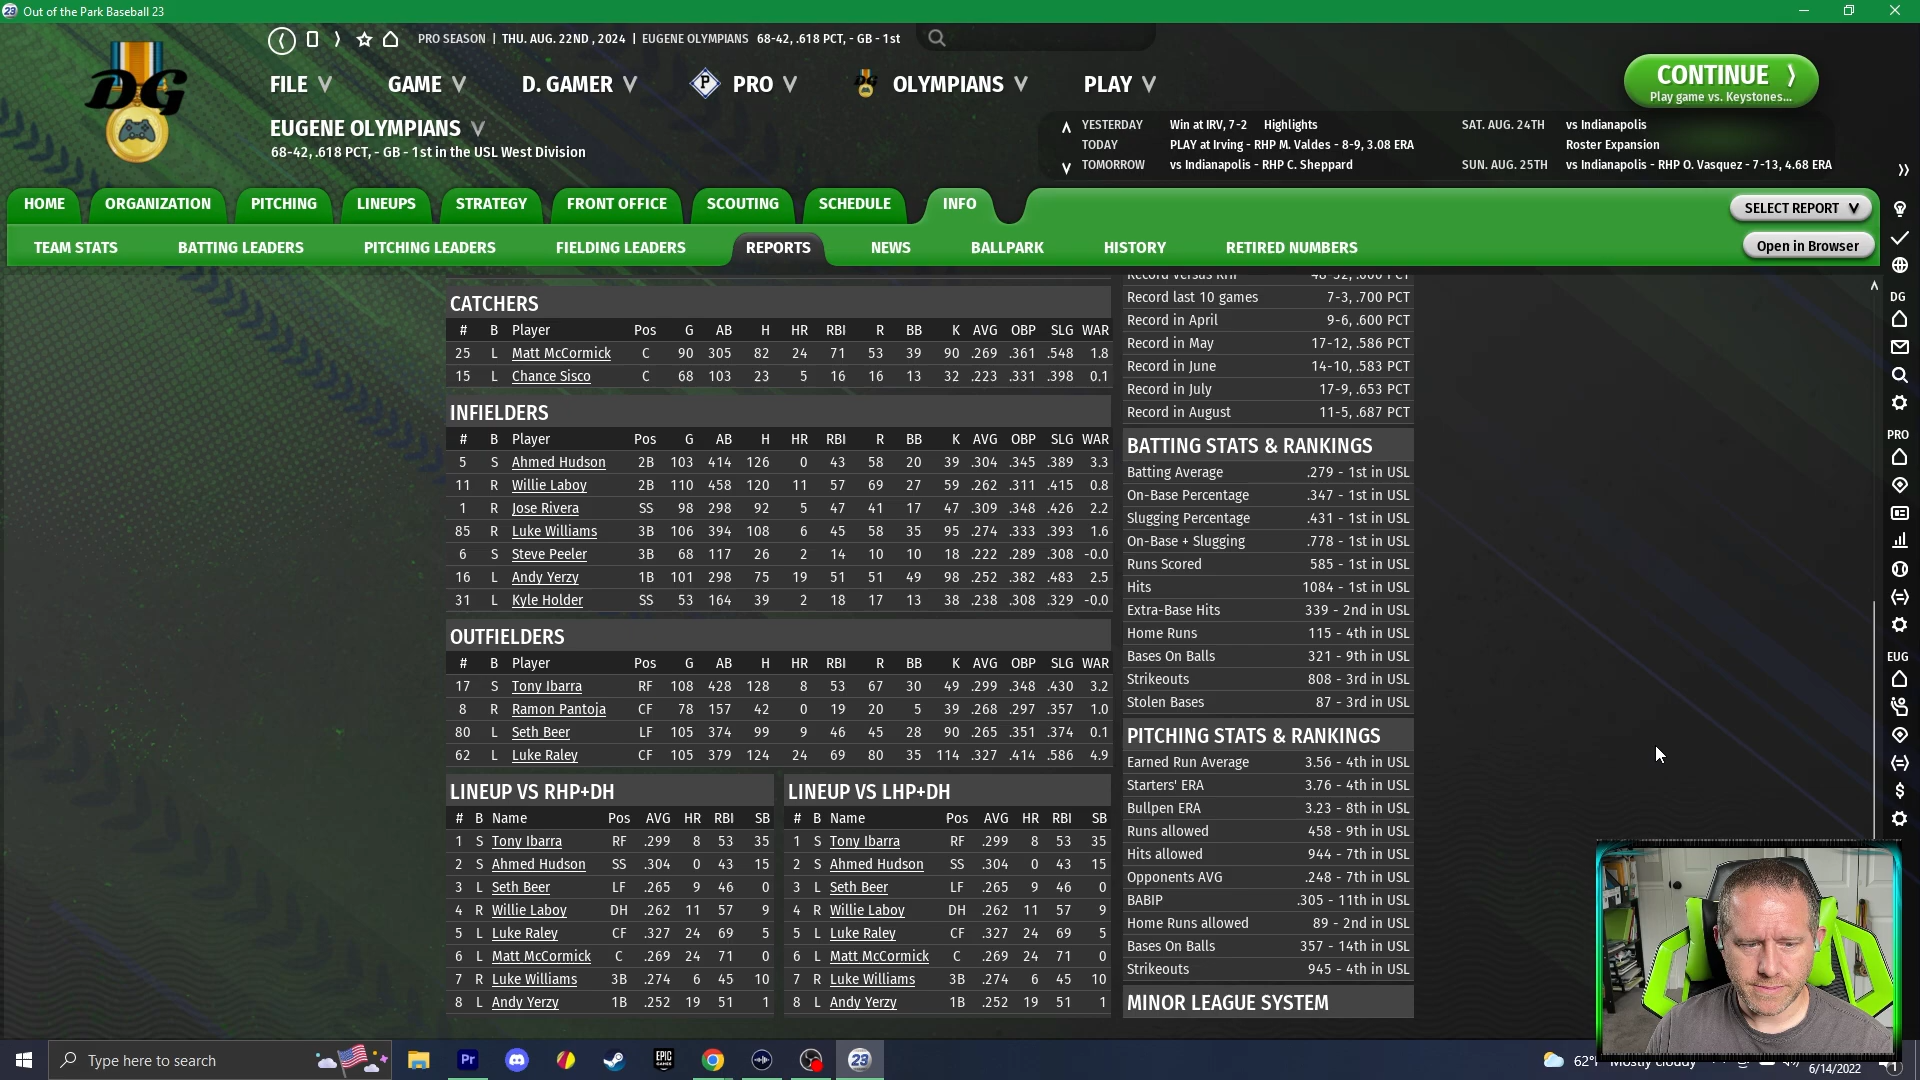 Out of the Park Baseball 23
PRO SEASON | THU. AUG. 22ND , 2024 | EUGENE OLYMPIANS 68-42, .618 PCT, - GB - 1st
DG
FILE GAME D. GAMER PRO OLYMPIANS PLAY
CONTINUE
Play game vs. Keystones...
EUGENE OLYMPIANS
68-42, .618 PCT, - GB - 1st in the USL West Division
YESTERDAY Win at IRV, 7-2 Highlights SAT. AUG. 24TH vs Indianapolis
TODAY PLAY at Irving - RHP M. Valdes - 8-9, 3.08 ERA Roster Expansion
TOMORROW vs Indianapolis - RHP C. Sheppard SUN. AUG. 25TH vs Indianapolis - RHP O. Vasquez - 7-13, 4.68 ERA
HOME ORGANIZATION PITCHING LINEUPS STRATEGY FRONT OFFICE SCOUTING SCHEDULE INFO SELECT REPORT
TEAM STATS BATTING LEADERS PITCHING LEADERS FIELDING LEADERS REPORTS NEWS BALLPARK HISTORY RETIRED NUMBERS Open in Browser
CATCHERS
# B Player Pos G AB H HR RBI R BB K AVG OBP SLG WAR
25 L Matt McCormick C 90 305 82 24 71 53 39 90 .269 .361 .548 1.8
15 L Chance Sisco C 68 103 23 5 16 16 13 32 .223 .331 .398 0.1
INFIELDERS
# B Player Pos G AB H HR RBI R BB K AVG OBP SLG WAR
5 S Ahmed Hudson 2B 103 414 126 0 43 58 20 39 .304 .345 .389 3.3
11 R Willie Laboy 2B 110 458 120 11 57 69 27 59 .262 .311 .415 0.8
1 R Jose Rivera SS 98 298 92 5 47 41 17 47 .309 .348 .426 2.2
85 R Luke Williams 3B 106 394 108 6 45 58 35 95 .274 .333 .393 1.6
6 S Steve Peeler 3B 68 117 26 2 14 10 10 18 .222 .289 .308 -0.0
16 L Andy Yerzy 1B 101 298 75 19 51 51 49 98 .252 .382 .483 2.5
31 L Kyle Holder SS 53 164 39 2 18 17 13 38 .238 .308 .329 -0.0
OUTFIELDERS
# B Player Pos G AB H HR RBI R BB K AVG OBP SLG WAR
17 S Tony Ibarra RF 108 428 128 8 53 67 30 49 .299 .348 .430 3.2
8 R Ramon Pantoja CF 78 157 42 0 19 20 5 39 .268 .297 .357 1.0
80 L Seth Beer LF 105 374 99 9 46 45 28 90 .265 .351 .374 0.1
62 L Luke Raley CF 105 379 124 24 69 80 35 114 .327 .414 .586 4.9
LINEUP VS RHP+DH
# B Name Pos AVG HR RBI SB
1 S Tony Ibarra RF .299 8 53 35
2 S Ahmed Hudson SS .304 0 43 15
3 L Seth Beer LF .265 9 46 0
4 R Willie Laboy DH .262 11 57 9
5 L Luke Raley CF .327 24 69 5
6 L Matt McCormick C .269 24 71 0
7 R Luke Williams 3B .274 6 45 10
8 L Andy Yerzy 1B .252 19 51 1
LINEUP VS LHP+DH
# B Name Pos AVG HR RBI SB
1 S Tony Ibarra RF .299 8 53 35
2 S Ahmed Hudson SS .304 0 43 15
3 L Seth Beer LF .265 9 46 0
4 R Willie Laboy DH .262 11 57 9
5 L Luke Raley CF .327 24 69 5
6 L Matt McCormick C .269 24 71 0
7 R Luke Williams 3B .274 6 45 10
8 L Andy Yerzy 1B .252 19 51 1
Record last 10 games 7-3, .700 PCT
Record in April 9-6, .600 PCT
Record in May 17-12, .586 PCT
Record in June 14-10, .583 PCT
Record in July 17-9, .653 PCT
Record in August 11-5, .687 PCT
BATTING STATS & RANKINGS
Batting Average .279 - 1st in USL
On-Base Percentage .347 - 1st in USL
Slugging Percentage .431 - 1st in USL
On-Base + Slugging .778 - 1st in USL
Runs Scored 585 - 1st in USL
Hits 1084 - 1st in USL
Extra-Base Hits 339 - 2nd in USL
Home Runs 115 - 4th in USL
Bases On Balls 321 - 9th in USL
Strikeouts 808 - 3rd in USL
Stolen Bases 87 - 3rd in USL
PITCHING STATS & RANKINGS
Earned Run Average 3.56 - 4th in USL
Starters' ERA 3.76 - 4th in USL
Bullpen ERA 3.23 - 8th in USL
Runs allowed 458 - 9th in USL
Hits allowed 944 - 7th in USL
Opponents AVG .248 - 7th in USL
BABIP .305 - 11th in USL
Home Runs allowed 89 - 2nd in USL
Bases On Balls 357 - 14th in USL
Strikeouts 945 - 4th in USL
MINOR LEAGUE SYSTEM
DG
PRO
EUG
Type here to search
Pr
EPIC GAMES
23
62° Mostly cloudy
6/14/2022
1